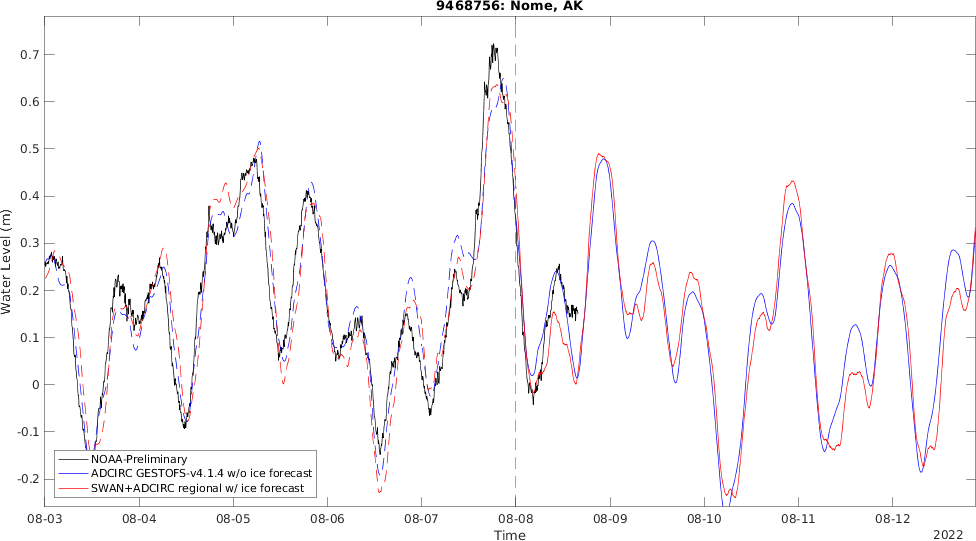 9468756: Nome, AK
Water Level (m)
0.7
0.6
0.5
0.4
0.3
0.2
0.1
0
-0.1
-0.2
NOAA-Preliminary
ADCIRC GESTOFS-v4.1.4 w/o ice forecast
SWAN+ADCIRC regional w/ ice forecast
08-03 08-04 08-05 08-06 08-07 08-08 08-09 08-10 08-11 08-12
Time
2022